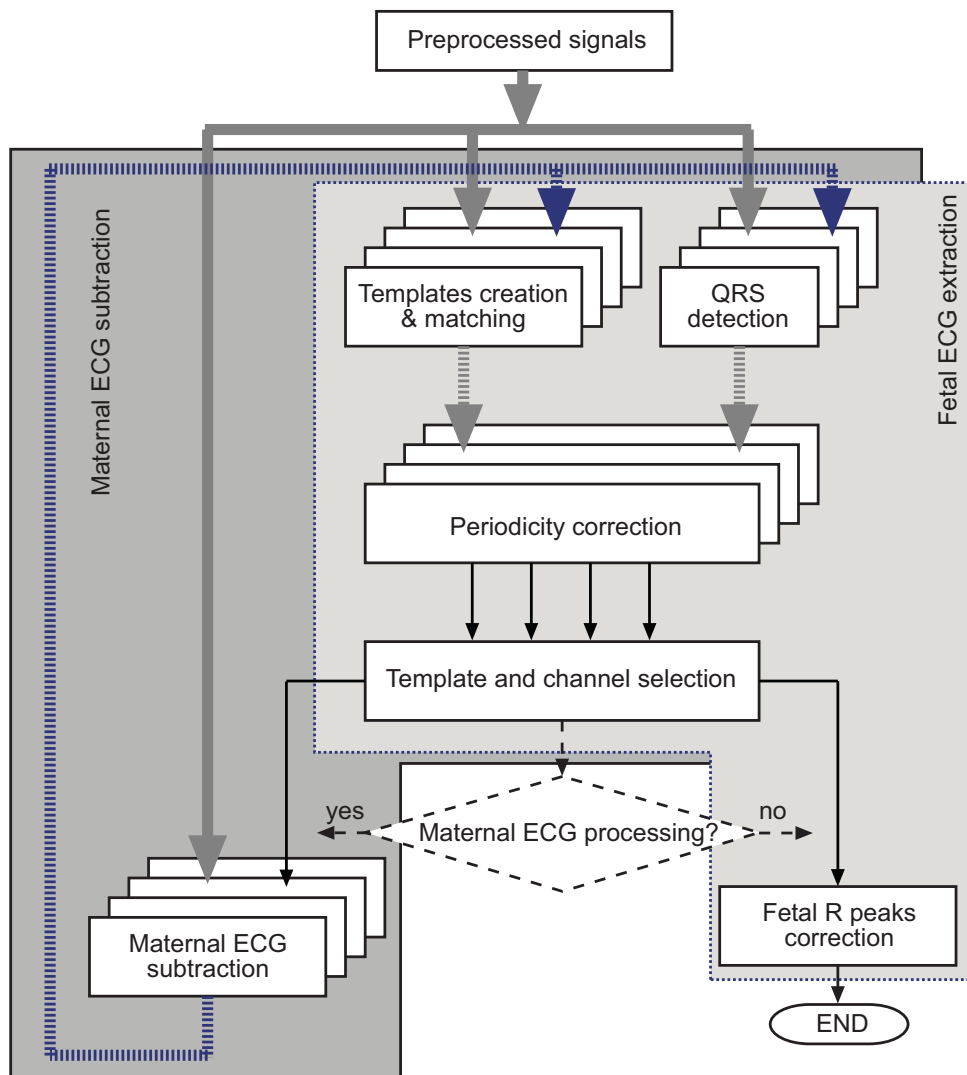 Preprocessed signals
Maternal ECG subtraction
Fetal ECG extraction
Templates creation
& matching
QRS
detection
Periodicity correction
Template and channel selection
yes
Maternal ECG processing?
no
Maternal ECG
subtraction
Fetal R peaks
correction
END